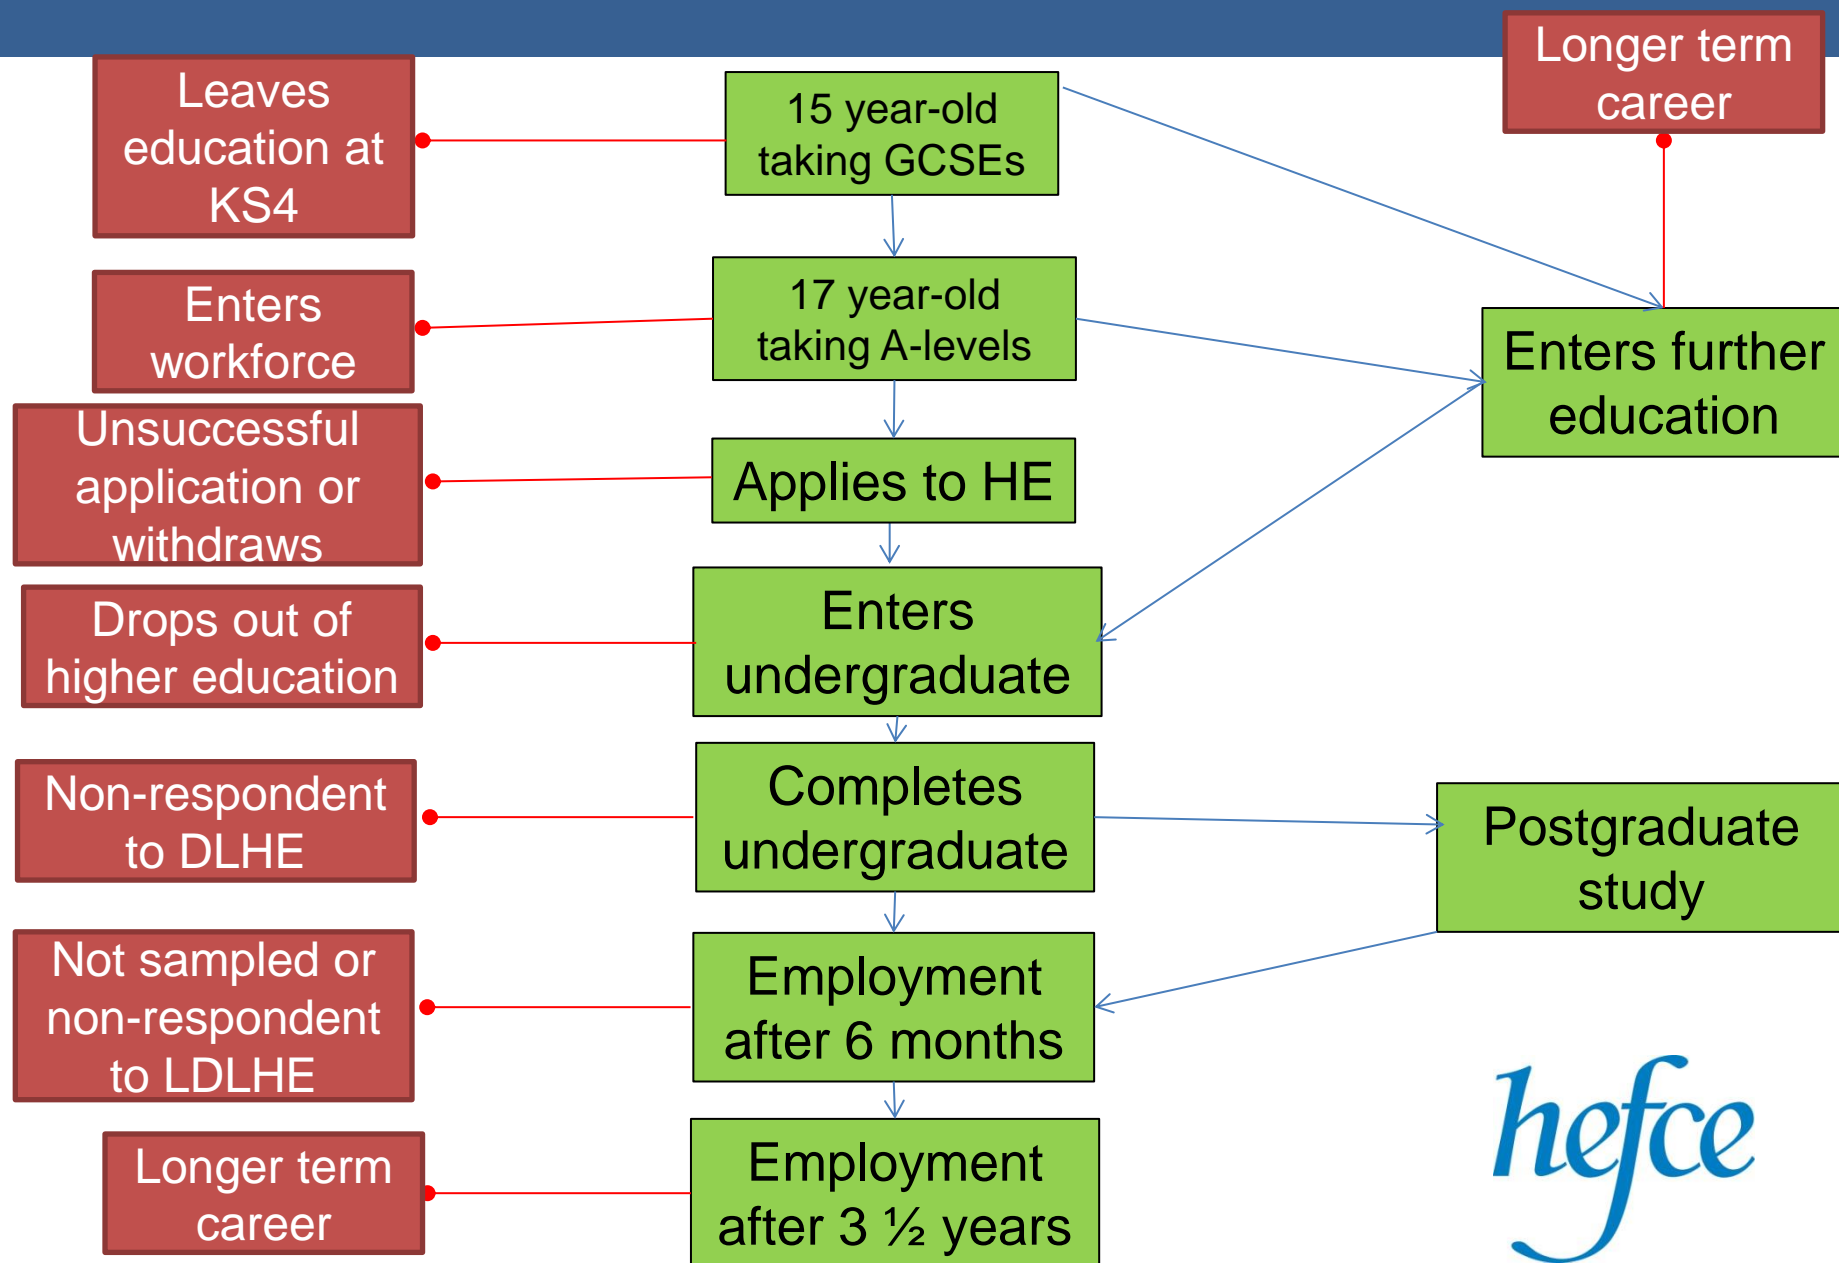 Longer term
career
Leaves
education at
KS4
15 year-old
taking GCSEs
Enters
workforce
17 year-old
taking A-levels
Enters further
education
Unsuccessful
application or
withdraws
Applies to HE
Drops out of
higher education
Enters
undergraduate
Non-respondent
to DLHE
Completes
undergraduate
Postgraduate
study
Not sampled or
non-respondent
to LDLHE
Employment
after 6 months
Longer term
career
Employment
after 3 ½ years
hefce